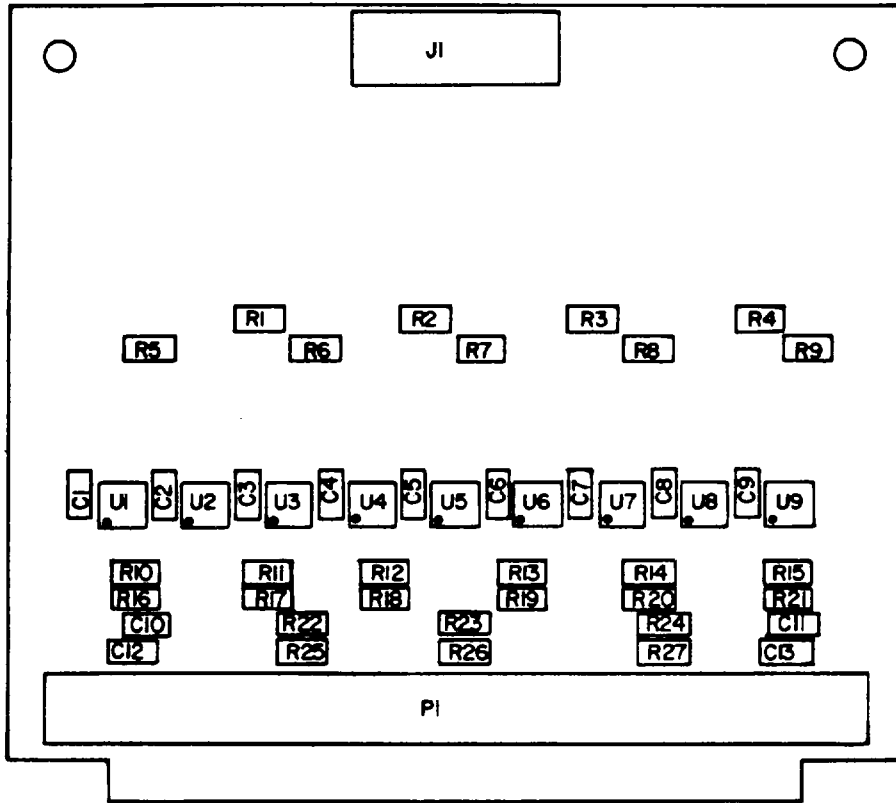 J1
R1 R2 R3 R4
R5 R6 R7 R8 R9
C1 U1 C2 U2 C3 U3 C4 U4 C5 U5 C6 U6 C7 U7 C8 U8 C9 U9
R10 R11 R12 R13 R14 R15
R16 R17 R18 R19 R20 R21
C10 R22 R23 R24 C11
C12 R25 R26 R27 C13
P1